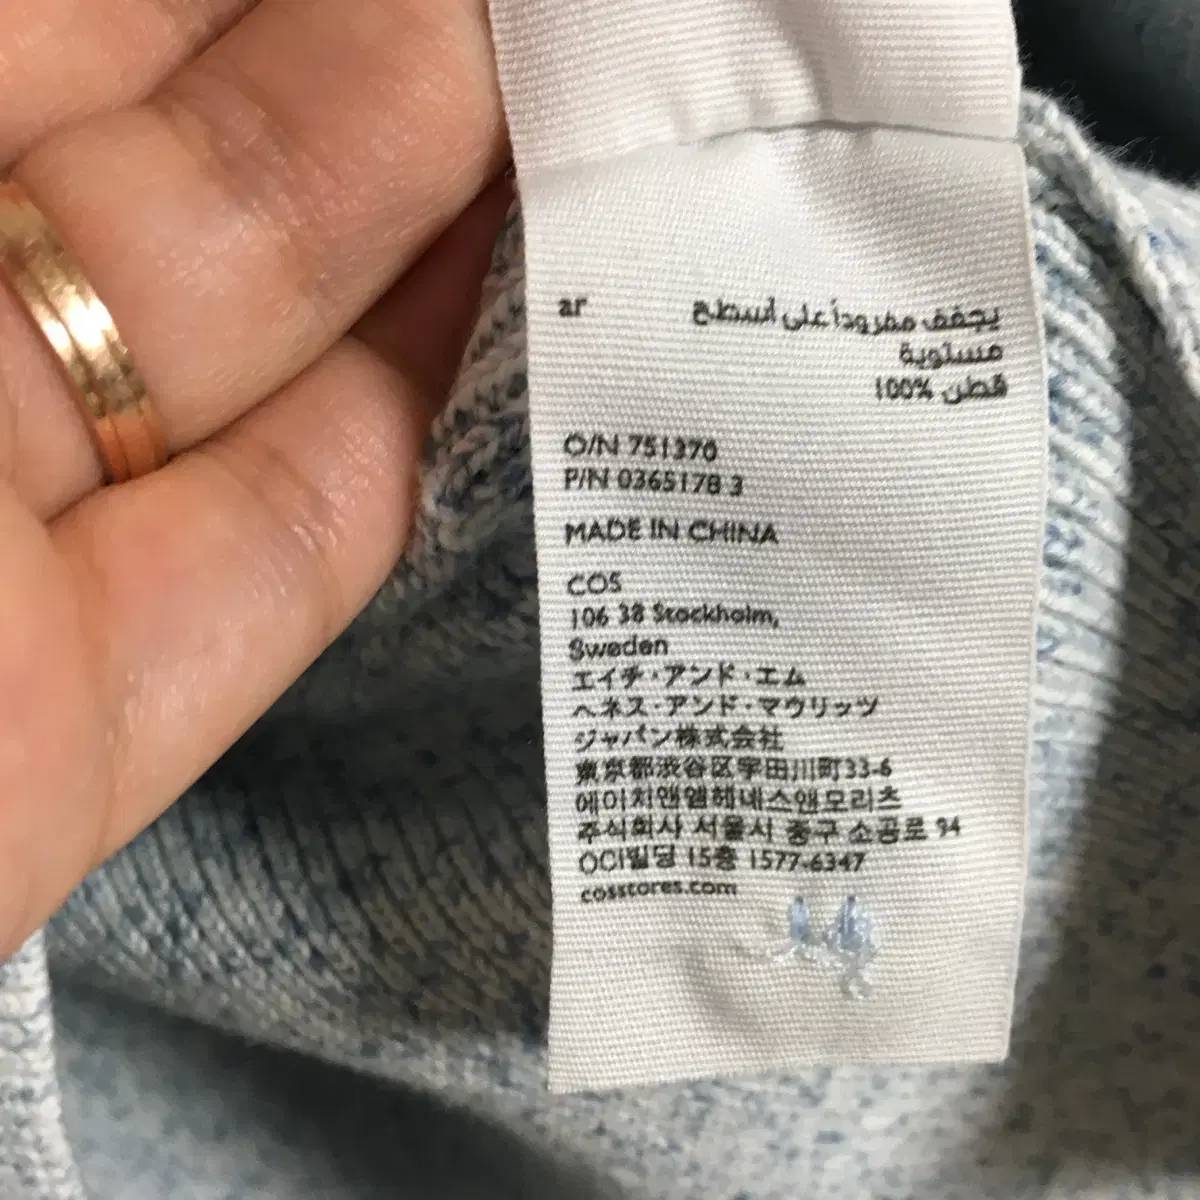 ar يجفف مفروداً على أسطح
مستوية
قطن %100
O/N 751370
P/N 0365178 3
MADE IN CHINA
COS
106 38 Stockholm,
Sweden
エイチ・アンド・エム
ヘネス・アンド・マウリッツ
ジャパン株式会社
東京都渋谷区宇田川町33-6
에이치앤엠헤네스앤모리츠
주식회사 서울시 중구 소공로 94
OCI빌딩 15층 1577-6347
cosstores.com